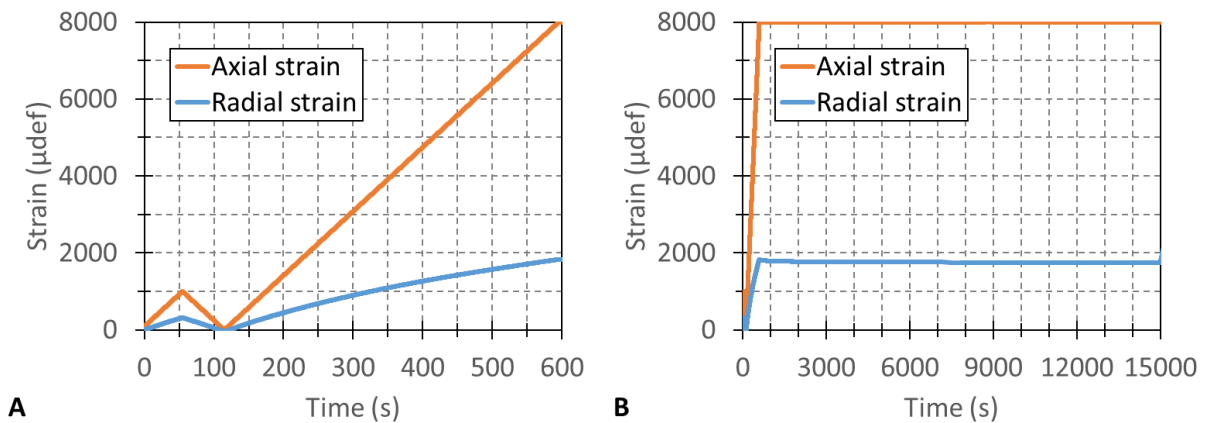 8000
6000
4000
2000
0
Strain (µdef)
Axial strain
Radial strain
0 100 200 300 400 500 600
Time (s)
A
8000
6000
4000
2000
0
Strain (µdef)
Axial strain
Radial strain
0 3000 6000 9000 12000 15000
Time (s)
B